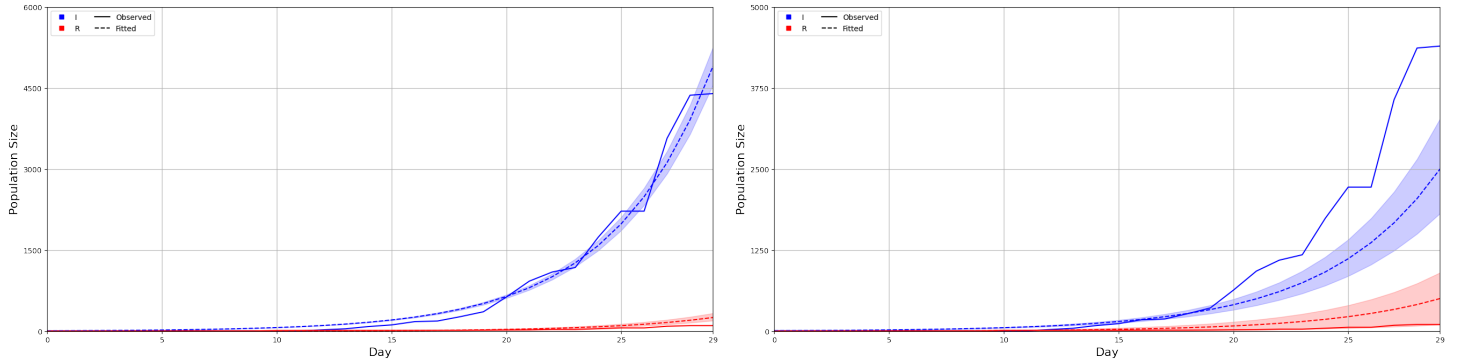 6000
4500
3000
1500
0
Population Size
I
Observed
R
Fitted
0 5 10 15 20 25 29
Day
5000
3750
2500
1250
0
Population Size
I
Observed
R
Fitted
0 5 10 15 20 25 29
Day